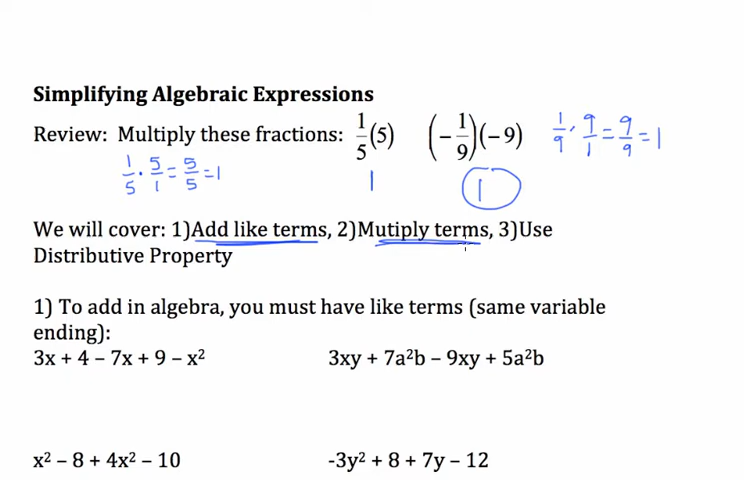 Simplifying Algebraic Expressions
Review: Multiply these fractions: 1/5(5) (−1/9)(−9) 1/9 · 9/1 = 9/9 = 1
1/5 · 5/1 = 5/5 = 1 1 1
We will cover: 1)Add like terms, 2)Mutiply terms, 3)Use
Distributive Property
1) To add in algebra, you must have like terms (same variable
ending):
3x + 4 – 7x + 9 – x² 3xy + 7a²b – 9xy + 5a²b
x² – 8 + 4x² – 10 -3y² + 8 + 7y – 12